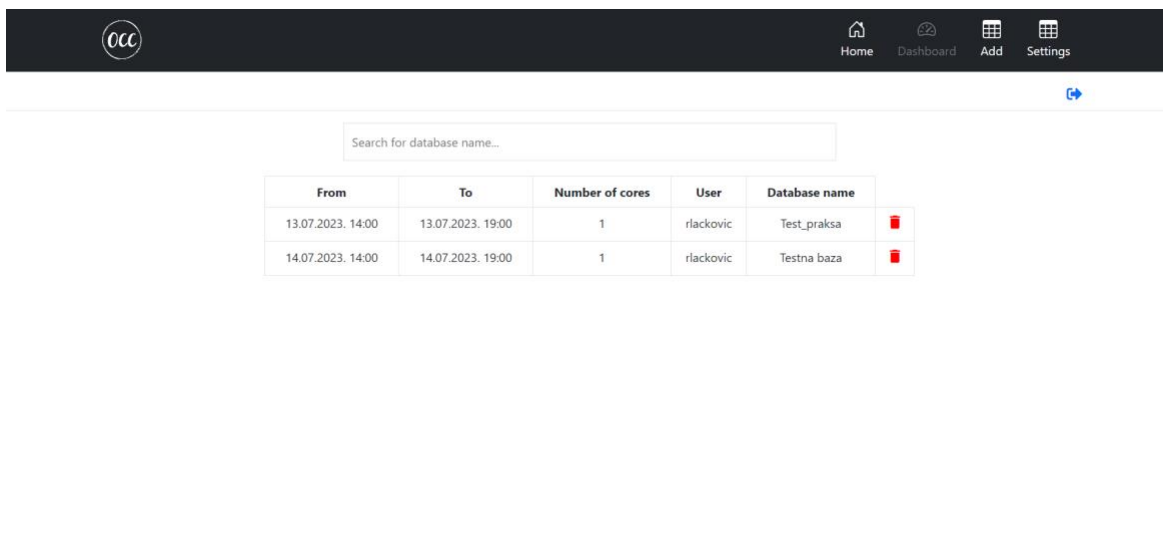 occ
Home Dashboard Add Settings
Search for database name...
From To Number of cores User Database name
13.07.2023. 14:00 13.07.2023. 19:00 1 rlackovic Test_praksa
14.07.2023. 14:00 14.07.2023. 19:00 1 rlackovic Testna baza